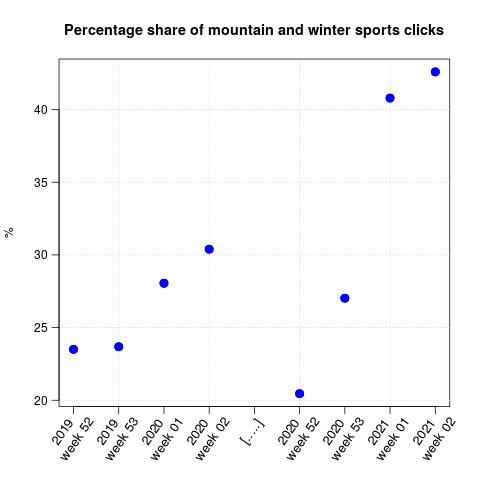 Percentage share of mountain and winter sports clicks
%
40
35
30
25
20
2019
week 52
2019
week 53
2020
week 01
2020
week 02
[.....]
2020
week 52
2020
week 53
2021
week 01
2021
week 02